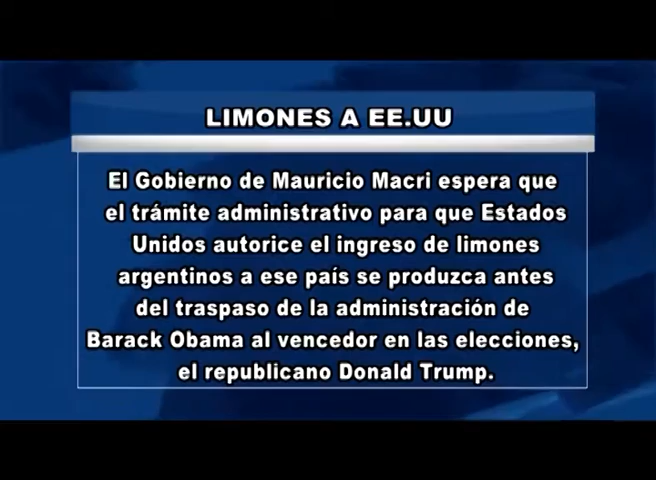 LIMONES A EE.UU
El Gobierno de Mauricio Macri espera que
el trámite administrativo para que Estados
Unidos autorice el ingreso de limones
argentinos a ese país se produzca antes
del traspaso de la administración de
Barack Obama al vencedor en las elecciones,
el republicano Donald Trump.